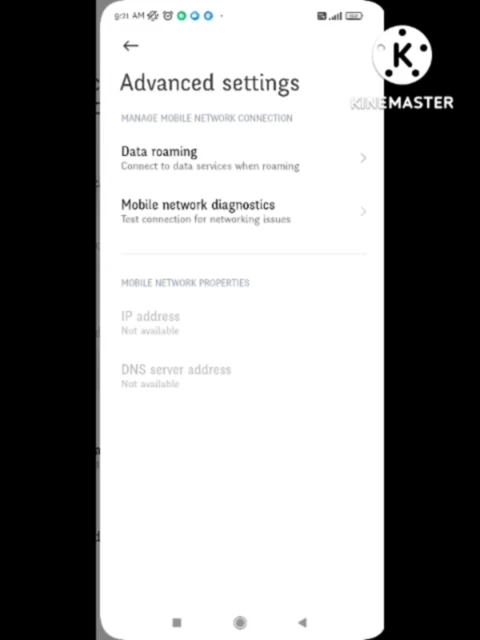 9:31 AM
KINEMASTER
Advanced settings
MANAGE MOBILE NETWORK CONNECTION
Data roaming
Connect to data services when roaming
Mobile network diagnostics
Test connection for networking issues
MOBILE NETWORK PROPERTIES
IP address
Not available
DNS server address
Not available